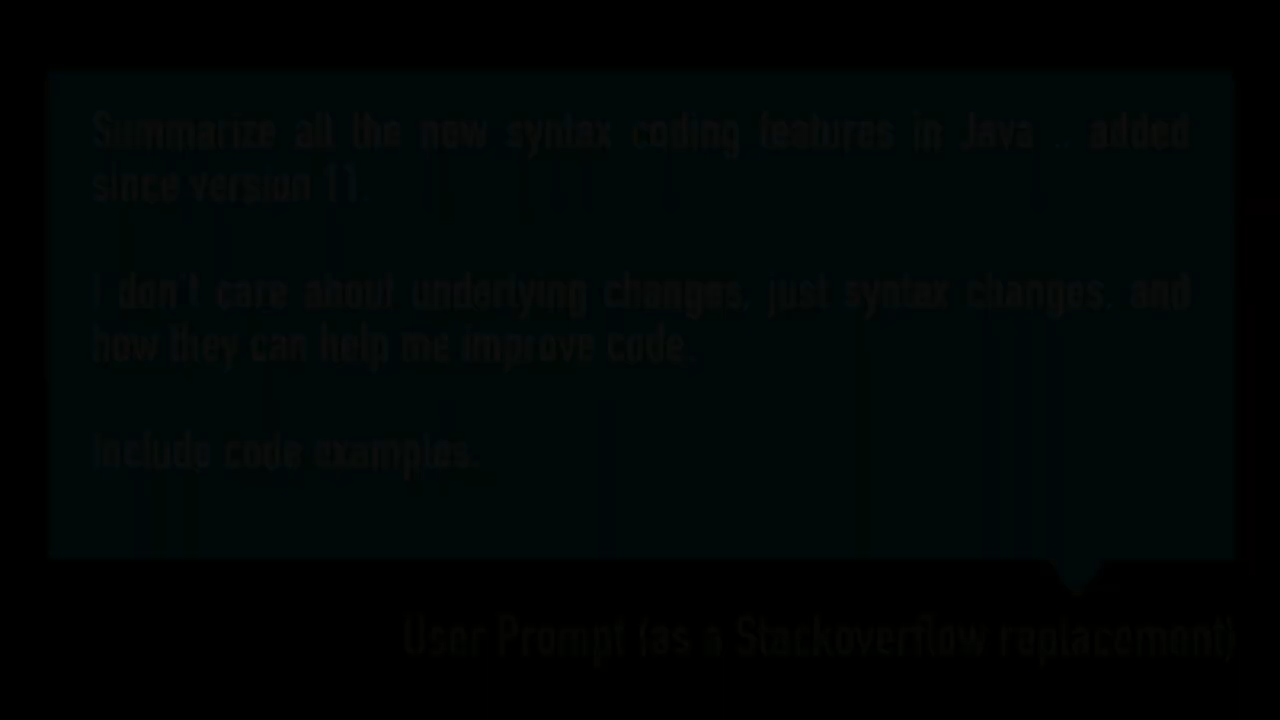 Summarize all the new syntax coding features in Java .. added
since version 11
I don't care about underlying changes, just syntax changes, and
how they can help me improve code.
Include code examples.
User Prompt (as a Stackoverflow replacement)